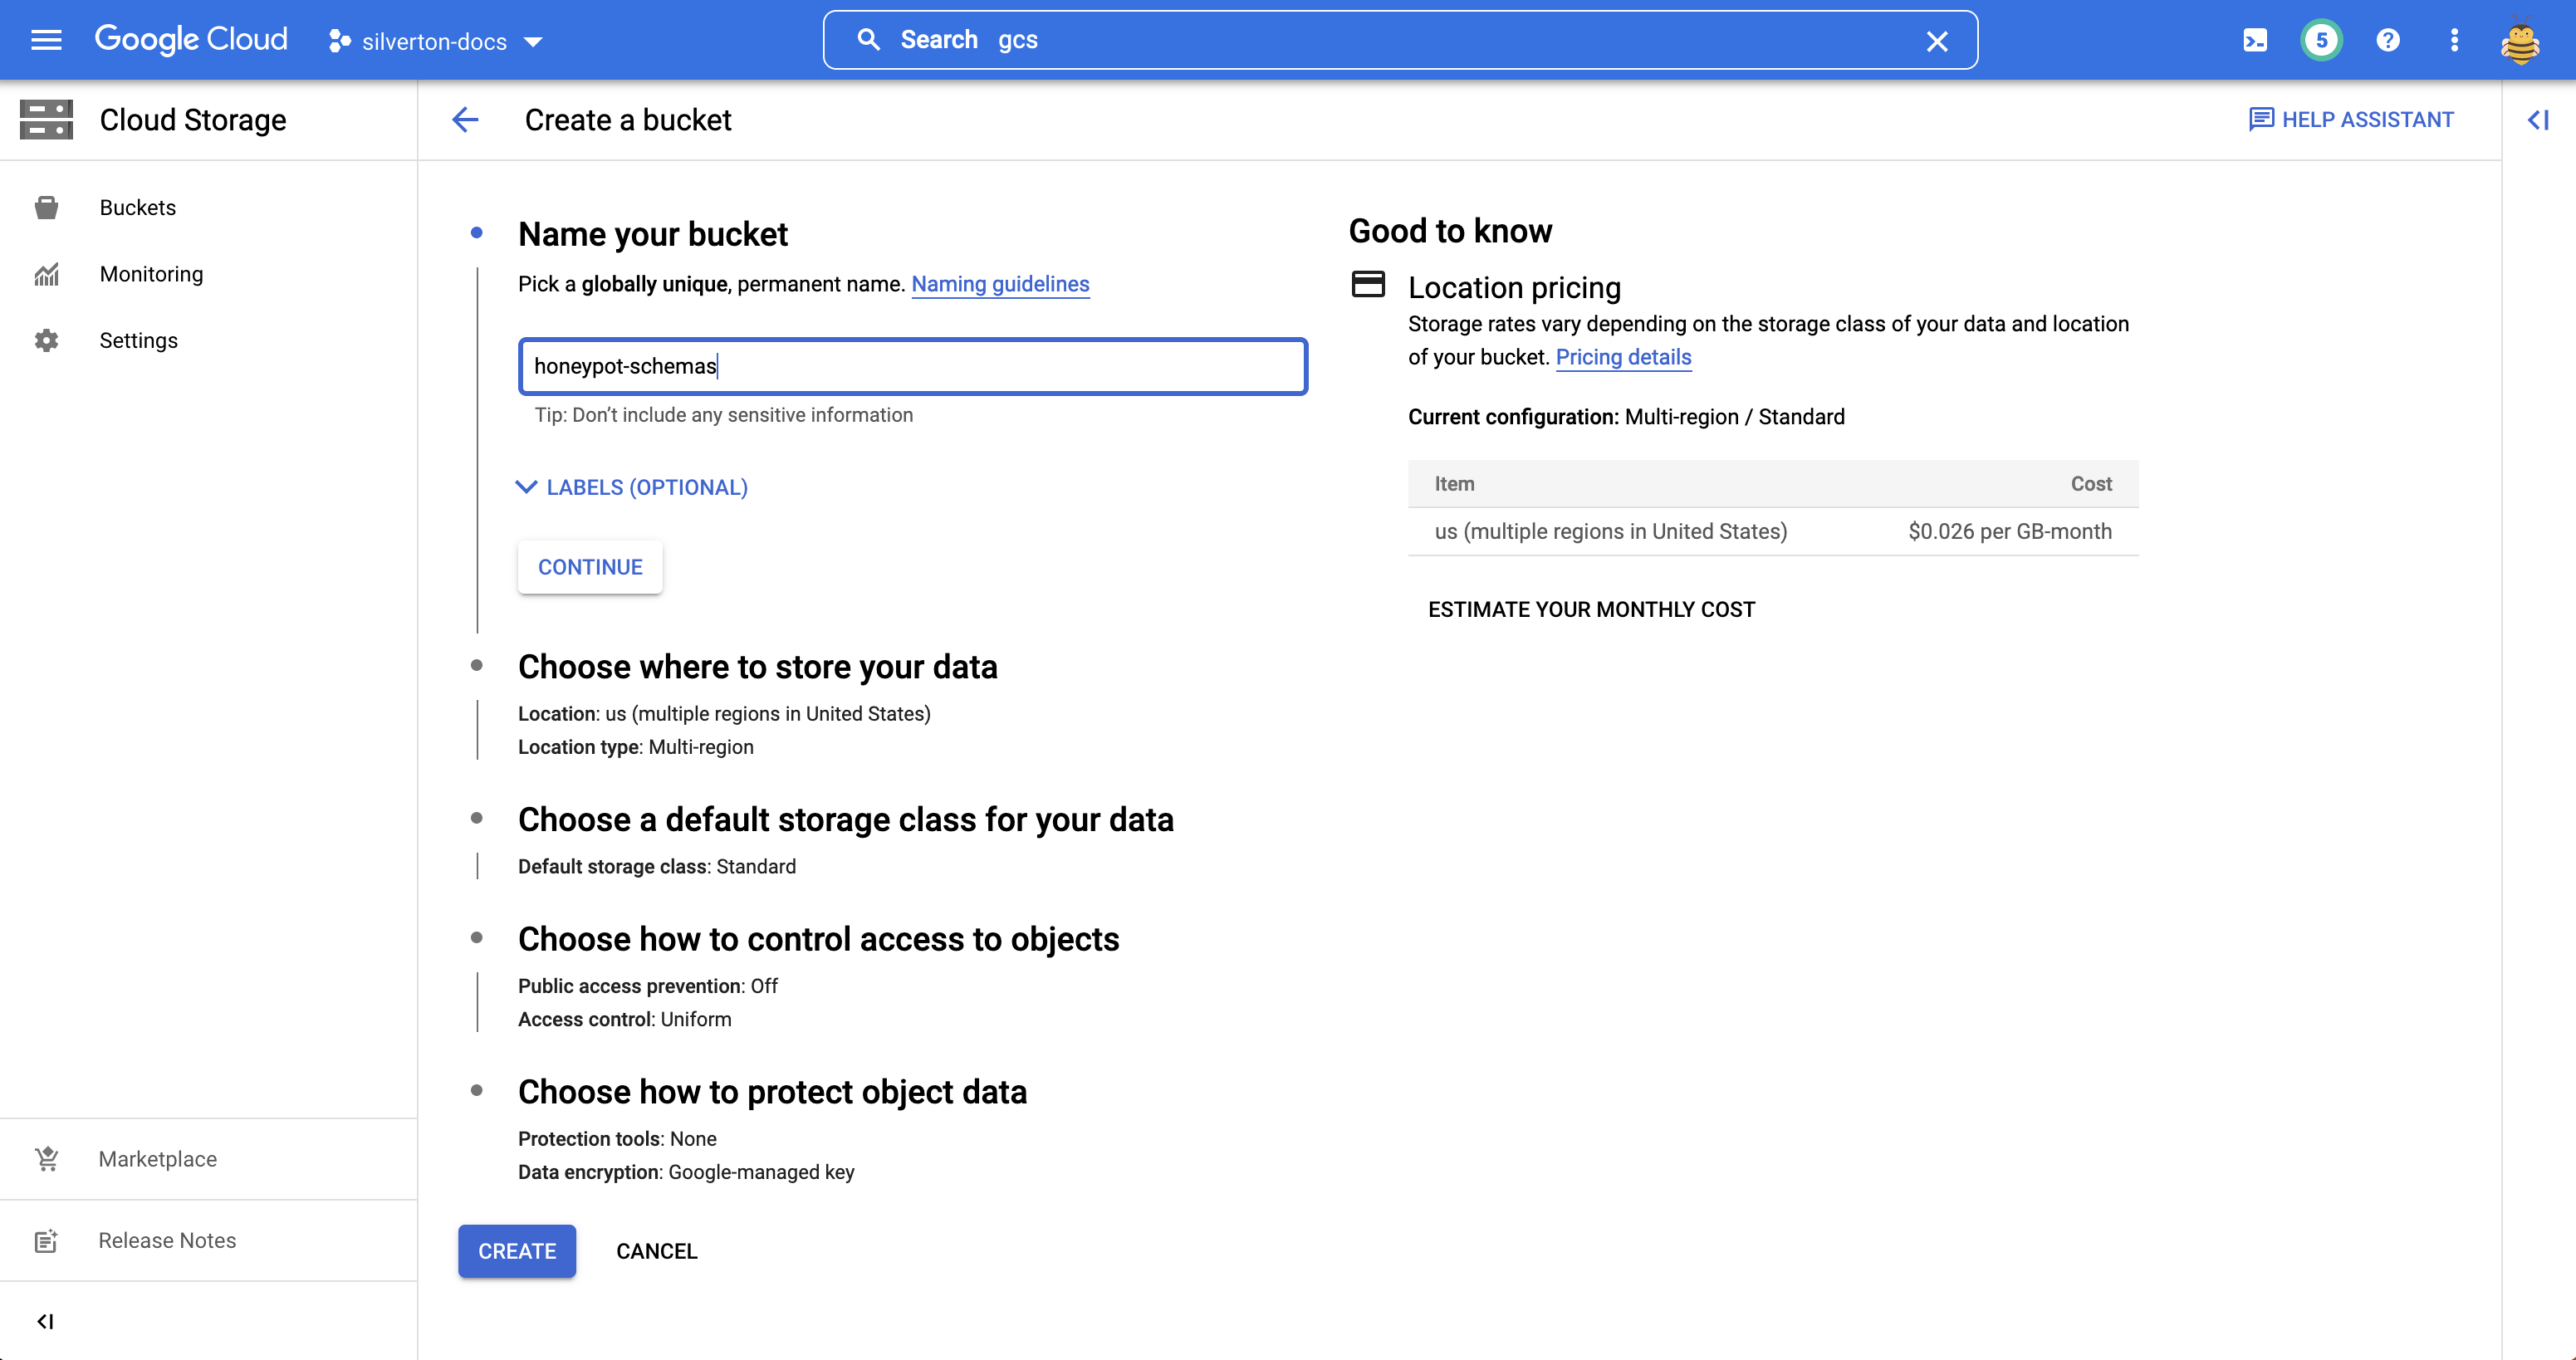 Google Cloud
silverton-docs
Search gcs
5
Cloud Storage
Create a bucket
HELP ASSISTANT
Buckets
Monitoring
Settings
Name your bucket
Pick a globally unique, permanent name. Naming guidelines
honeypot-schemas
Tip: Don’t include any sensitive information
LABELS (OPTIONAL)
CONTINUE
Choose where to store your data
Location: us (multiple regions in United States)
Location type: Multi-region
Choose a default storage class for your data
Default storage class: Standard
Choose how to control access to objects
Public access prevention: Off
Access control: Uniform
Choose how to protect object data
Protection tools: None
Data encryption: Google-managed key
CREATE
CANCEL
Good to know
Location pricing
Storage rates vary depending on the storage class of your data and location
of your bucket. Pricing details
Current configuration: Multi-region / Standard
Item Cost
us (multiple regions in United States) $0.026 per GB-month
ESTIMATE YOUR MONTHLY COST
Marketplace
Release Notes